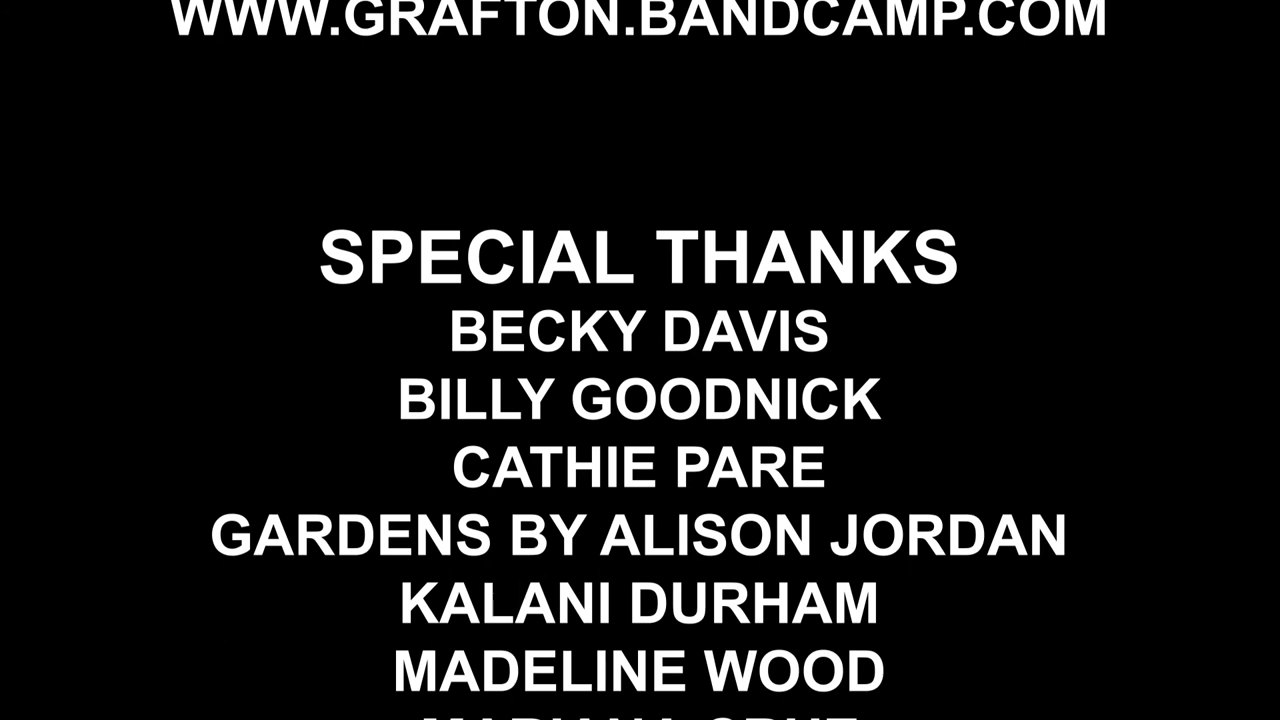 WWW.GRAFTON.BANDCAMP.COM
SPECIAL THANKS
BECKY DAVIS
BILLY GOODNICK
CATHIE PARE
GARDENS BY ALISON JORDAN
KALANI DURHAM
MADELINE WOOD